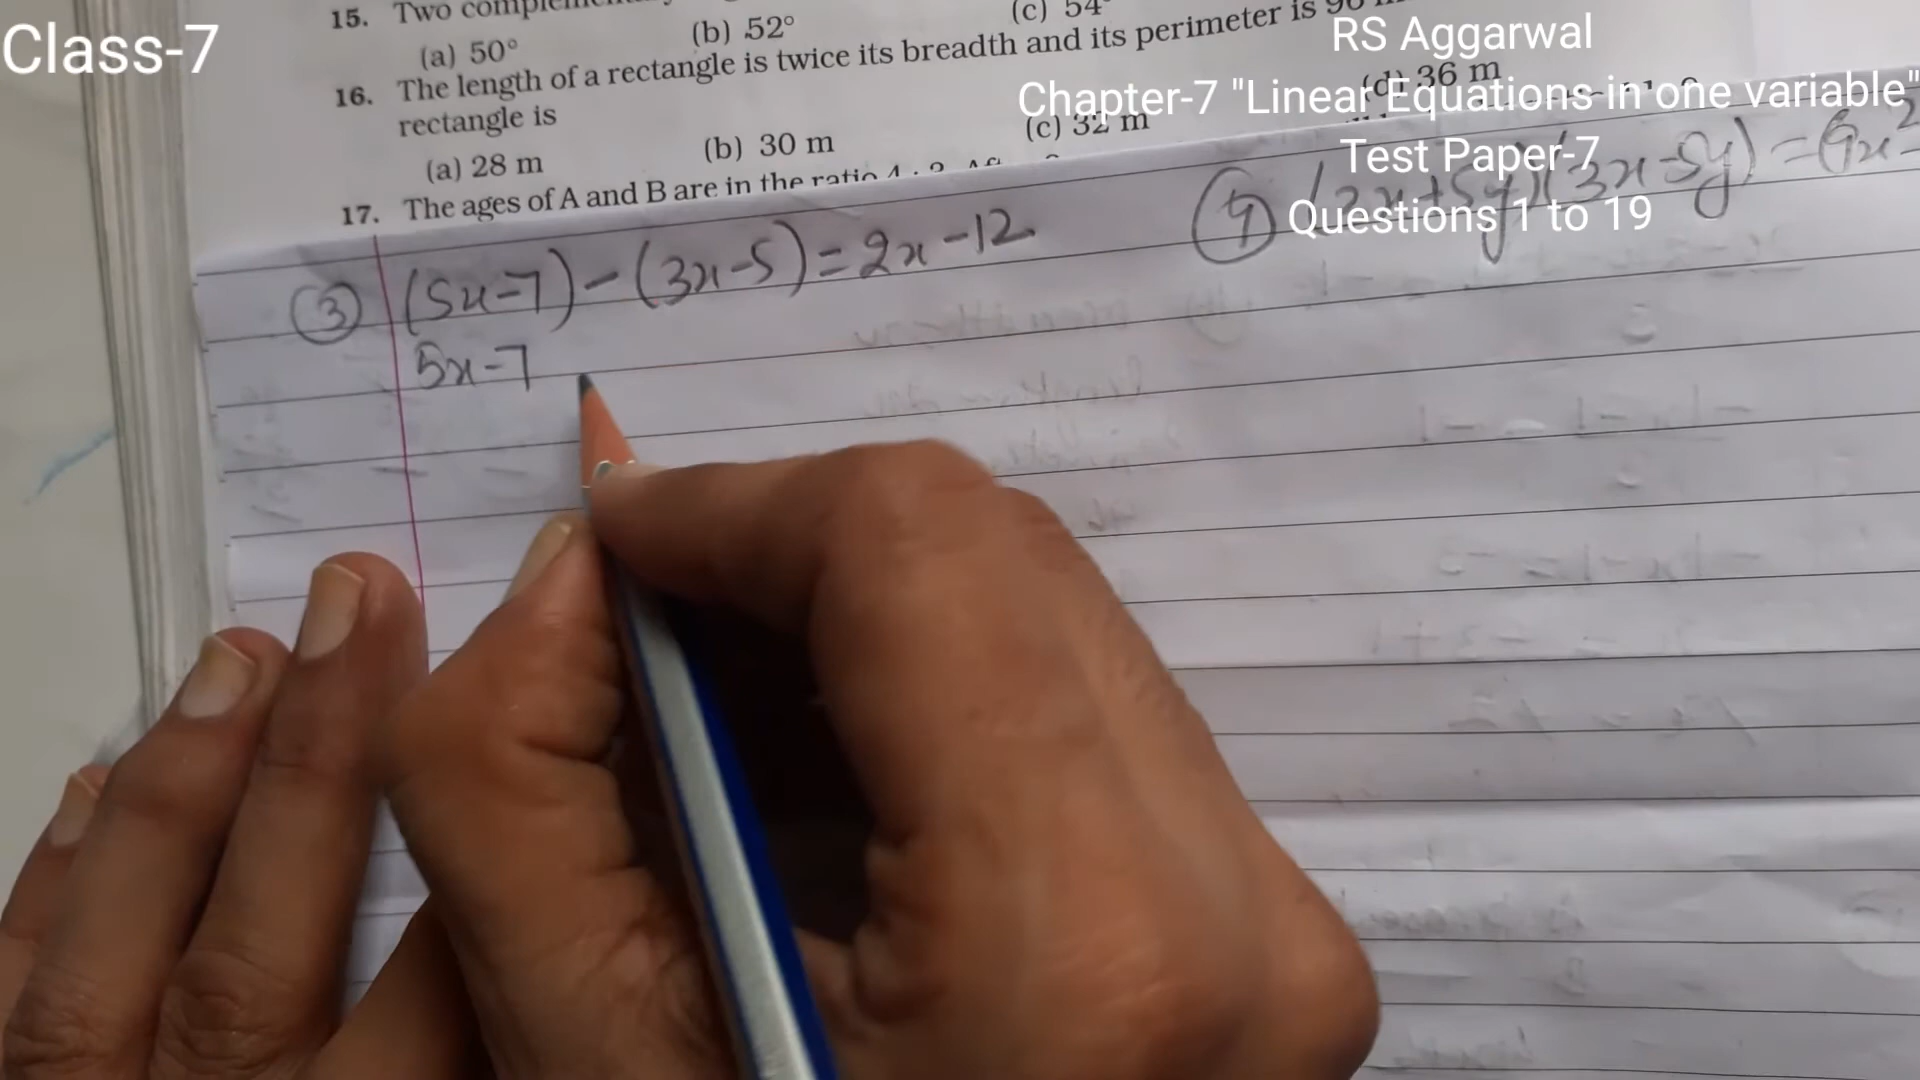 Class-7
RS Aggarwal
Chapter-7 "Linear Equations in one variable"
Test Paper-7
Questions 1 to 19
15. Two
(a) 50° (b) 52° (c) 54°
16. The length of a rectangle is twice its breadth and its perimeter is
rectangle is
(a) 28 m (b) 30 m (c) 32 m (d) 36 m
17. The ages of A and B are in the ratio
③ (5x-7)-(3x-5)=2x-12
5x-7
(3x-5y)=